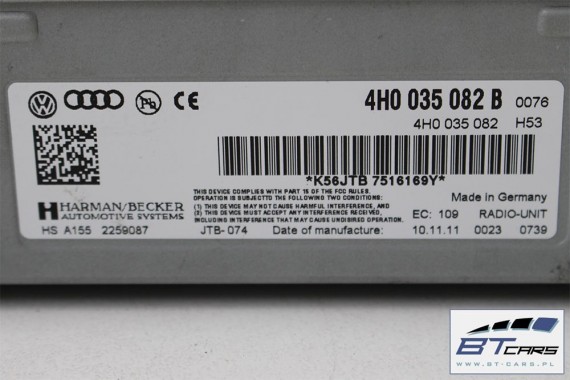 4H0 035 082 B 0076
4H0 035 082 H53
*K56JTB 7516169Y*
HARMAN/BECKER
AUTOMOTIVE SYSTEMS
HS A155 2259087
THIS DEVICE COMPLIES WITH PART 15 OF THE FCC RULES.
OPERATION IS SUBJECTED TO THE FOLLOWING TWO CONDITIONS:
(1) THIS DEVICE MAY NOT CAUSE HARMFUL INTERFERENCE, AND
(2) THIS DEVICE MUST ACCEPT ANY INTERFERENCE RECEIVED,
INCLUDING INTERFERENCE THAT MAY CAUSE UNDESIRED OPERATION.
JTB-074 Date of manufacture: 10.11.11 0023 0739
Made in Germany
EC: 109 RADIO-UNIT
BT CARS
WWW.BT-CARS.PL